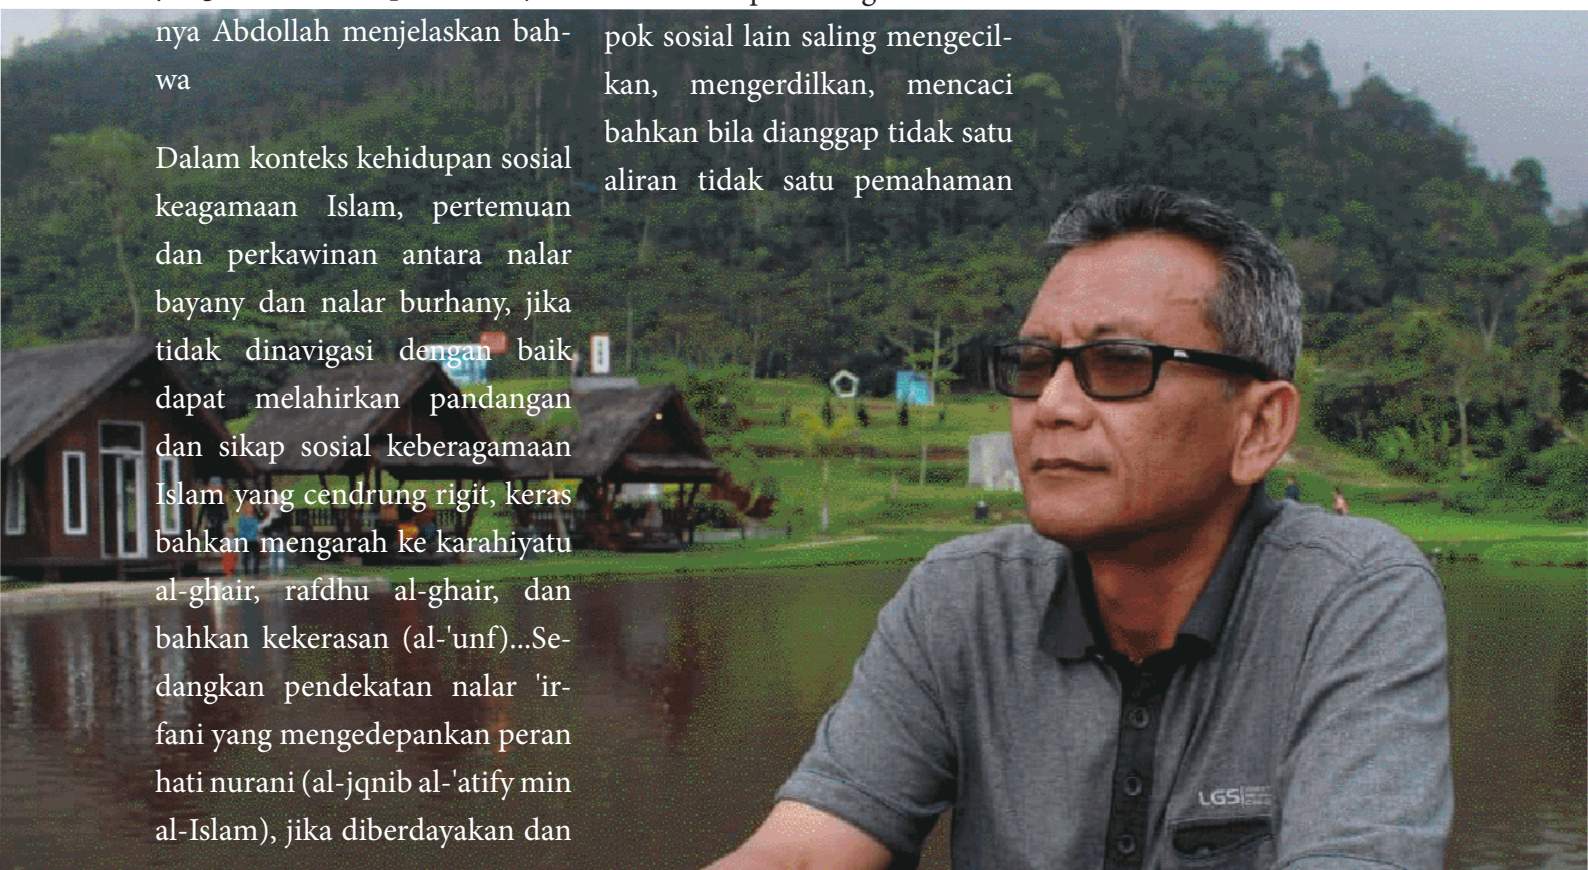 nya Abdollah menjelaskan bah-
wa
Dalam konteks kehidupan sosial
keagamaan Islam, pertemuan
dan perkawinan antara nalar
bayany dan nalar burhany, jika
tidak dinavigasi dengan baik
dapat melahirkan pandangan
dan sikap sosial keberagamaan
Islam yang cendrung rigit, keras
bahkan mengarah ke karahiyatu
al-ghair, rafdhu al-ghair, dan
bahkan kekerasan (al-'unf)...Se-
dangkan pendekatan nalar 'ir-
fani yang mengedepankan peran
hati nurani (al-jqnib al-'atify min
al-Islam), jika diberdayakan dan
pok sosial lain saling mengecil-
kan, mengerdilkan, mencaci
bahkan bila dianggap tidak satu
aliran tidak satu pemahaman
LGS